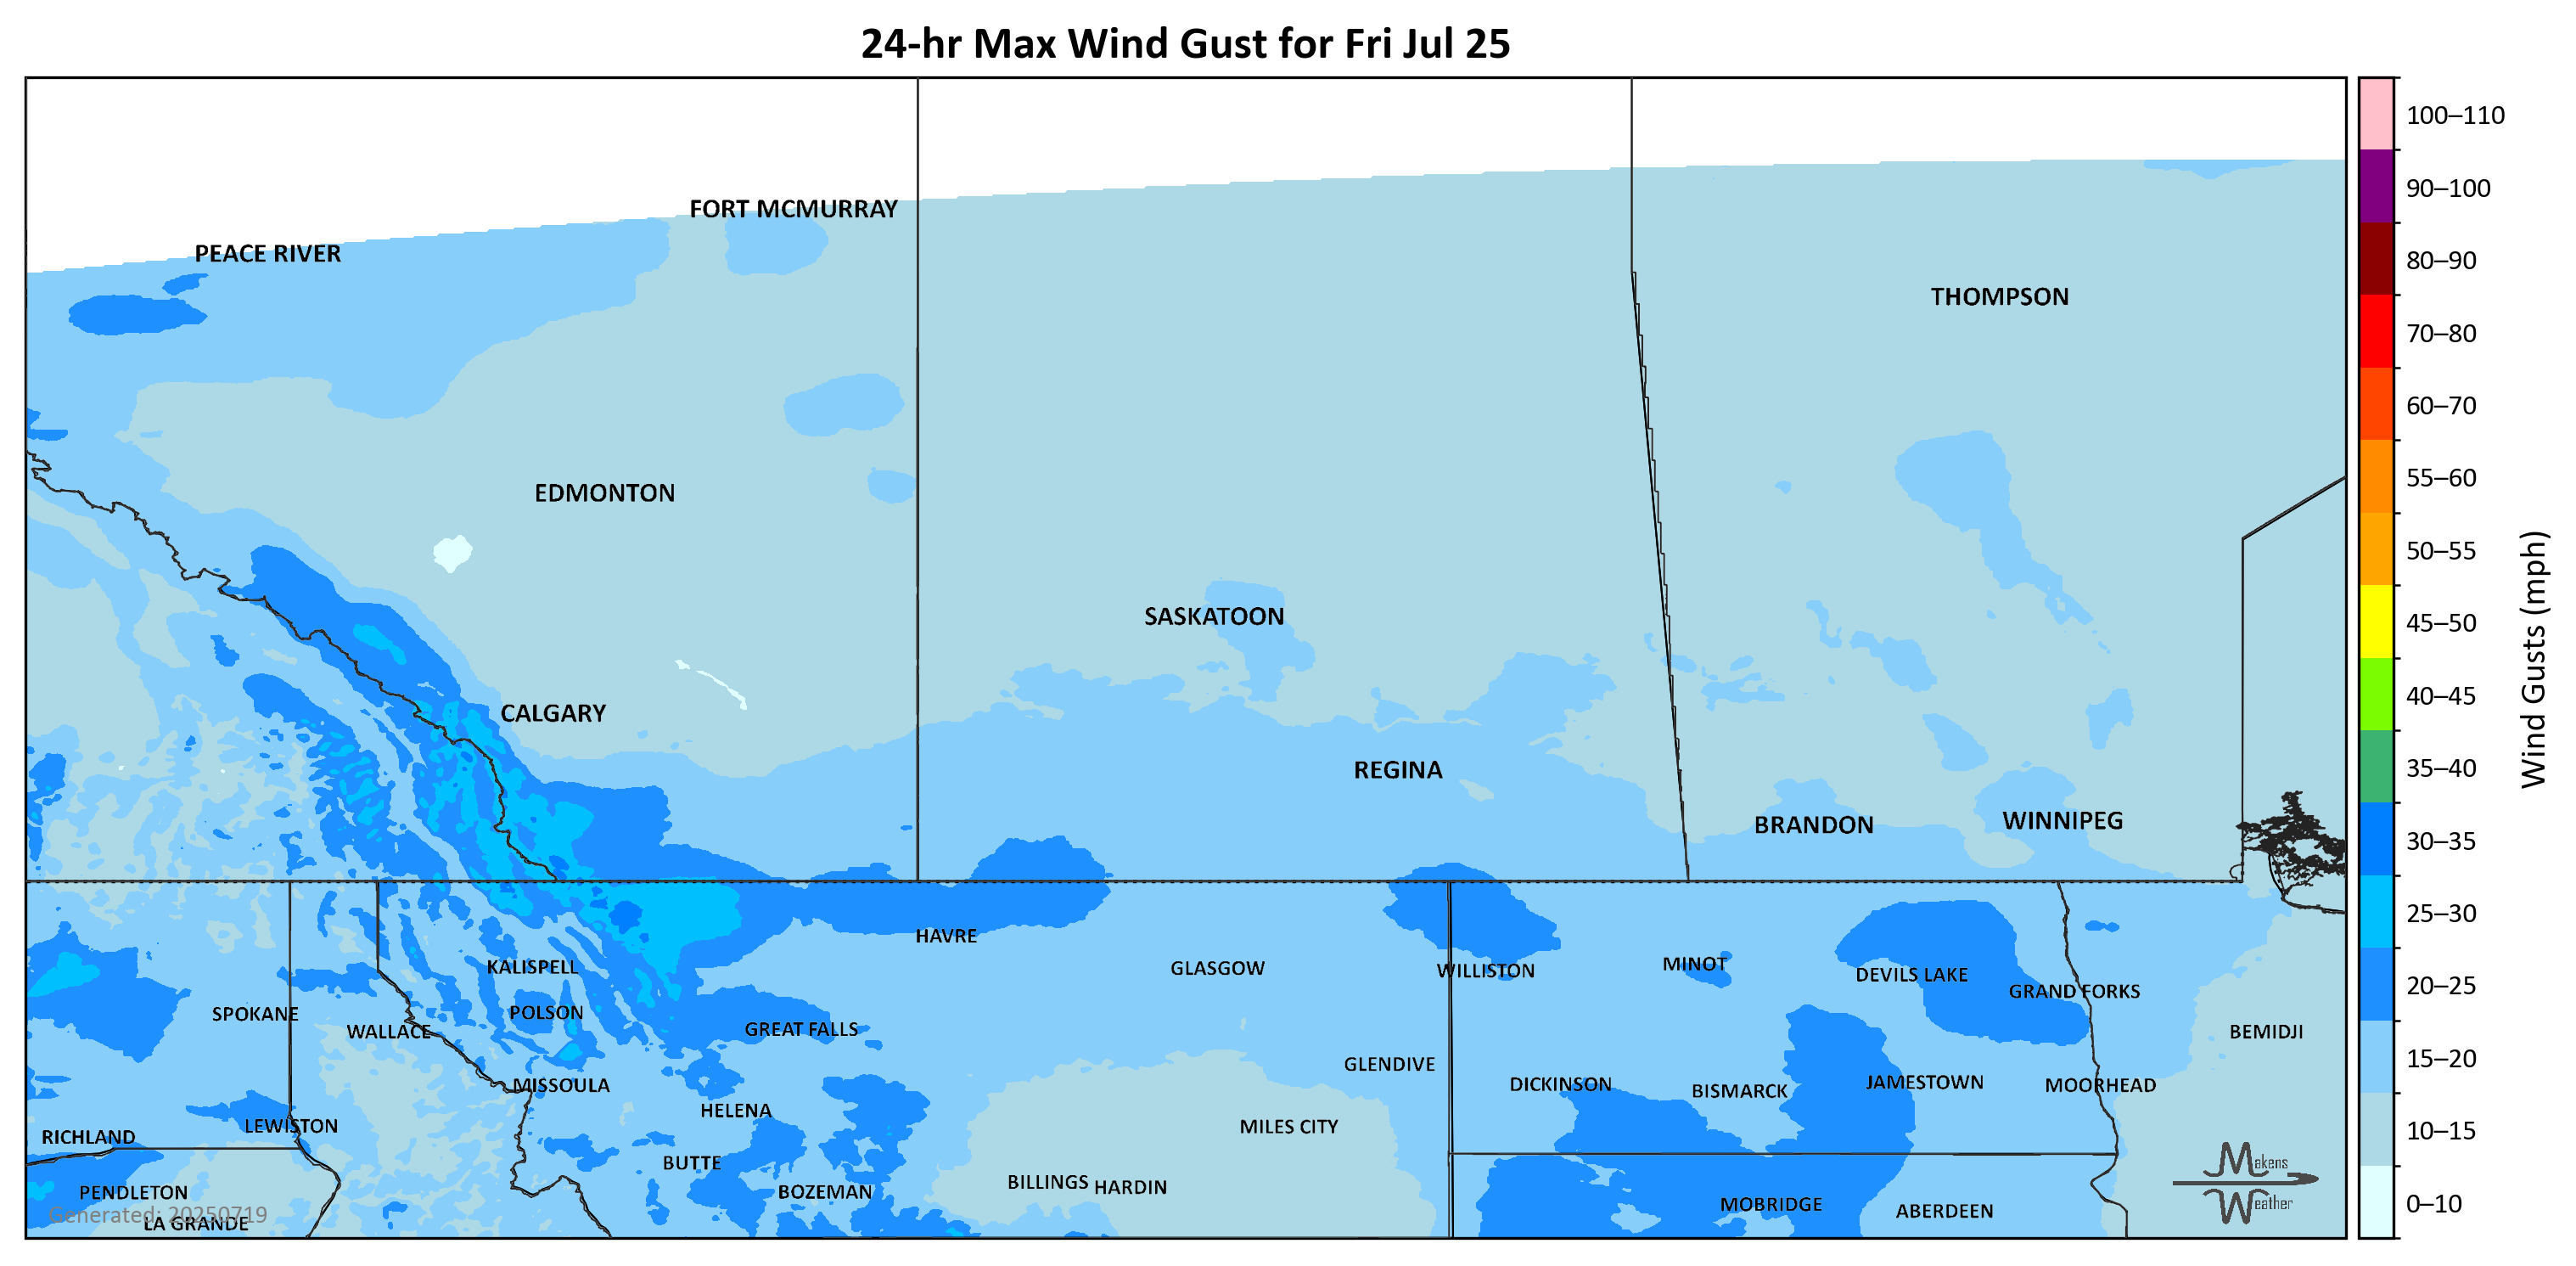 24-hr Max Wind Gust for Fri Jul 25
100–110
90–100
FORT MCMURRAY
PEACE RIVER
80–90
THOMPSON
70–80
60–70
55–60
EDMONTON
50–55
SASKATOON
45–50
Wind Gusts (mph)
40–45
CALGARY
35–40
REGINA
BRANDON
WINNIPEG
30–35
25–30
HAVRE
KALISPELL
GLASGOW
WILLISTON
MINOT
DEVILS LAKE
20–25
GRAND FORKS
SPOKANE
POLSON
WALLACE
GREAT FALLS
BEMIDJI
15–20
GLENDIVE
MISSOULA
DICKINSON
BISMARCK
JAMESTOWN
MOORHEAD
HELENA
LEWISTON
MILES CITY
10–15
RICHLAND
BUTTE
Makens
PENDLETON
BOZEMAN
BILLINGS
HARDIN
MOBRIDGE
ABERDEEN
Weather
0–10
Generated: 20250719
LA GRANDE